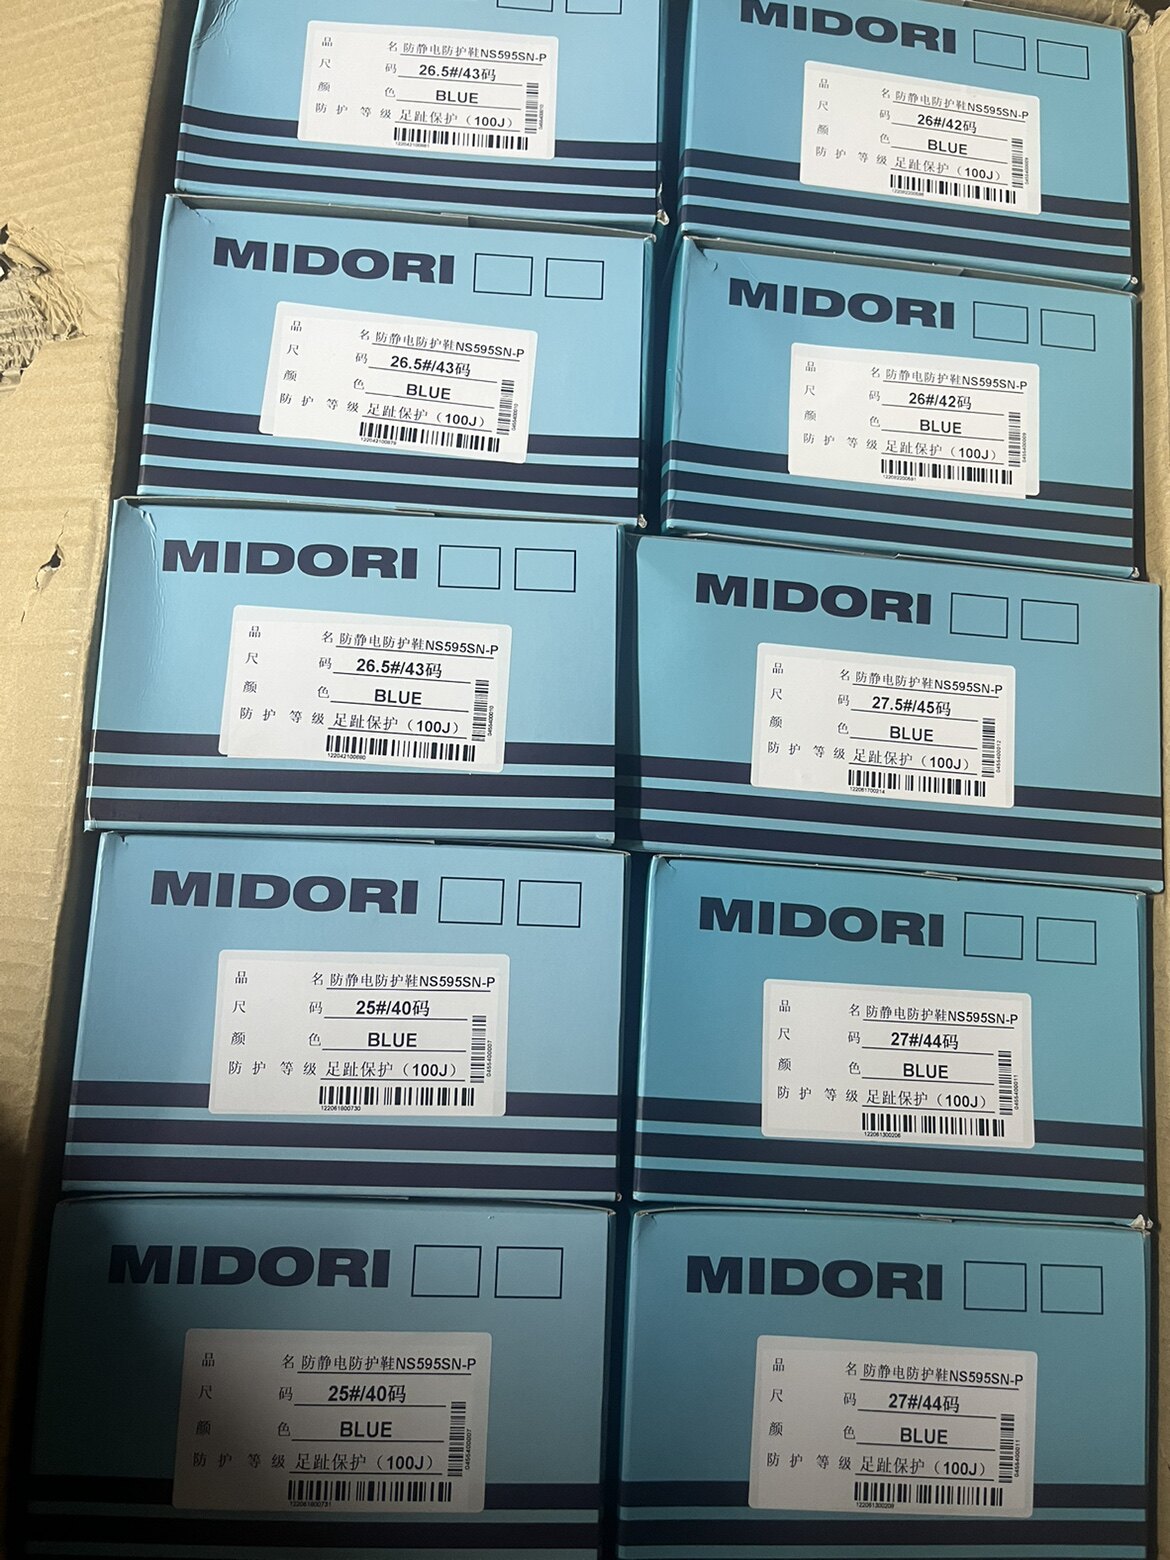 品 名 防静电防护鞋NS595SN-P
尺 码 26.5#/43码
颜 色 BLUE
防 护 等 级 足趾保护（100J）
MIDORI
品 名 防静电防护鞋NS595SN-P
尺 码 26#/42码
颜 色 BLUE
防 护 等 级 足趾保护（100J）
MIDORI
品 名 防静电防护鞋NS595SN-P
尺 码 26.5#/43码
颜 色 BLUE
防 护 等 级 足趾保护（100J）
MIDORI
品 名 防静电防护鞋NS595SN-P
尺 码 26#/42码
颜 色 BLUE
防 护 等 级 足趾保护（100J）
MIDORI
品 名 防静电防护鞋NS595SN-P
尺 码 26.5#/43码
颜 色 BLUE
防 护 等 级 足趾保护（100J）
MIDORI
品 名 防静电防护鞋NS595SN-P
尺 码 27.5#/45码
颜 色 BLUE
防 护 等 级 足趾保护（100J）
122061700214
MIDORI
品 名 防静电防护鞋NS595SN-P
尺 码 25#/40码
颜 色 BLUE
防 护 等 级 足趾保护（100J）
122061800730
0455400007
MIDORI
品 名 防静电防护鞋NS595SN-P
尺 码 27#/44码
颜 色 BLUE
防 护 等 级 足趾保护（100J）
122061300206
0455400011
MIDORI
品 名 防静电防护鞋NS595SN-P
尺 码 25#/40码
颜 色 BLUE
防 护 等 级 足趾保护（100J）
122061800731
0455400007
MIDORI
品 名 防静电防护鞋NS595SN-P
尺 码 27#/44码
颜 色 BLUE
防 护 等 级 足趾保护（100J）
0455400011